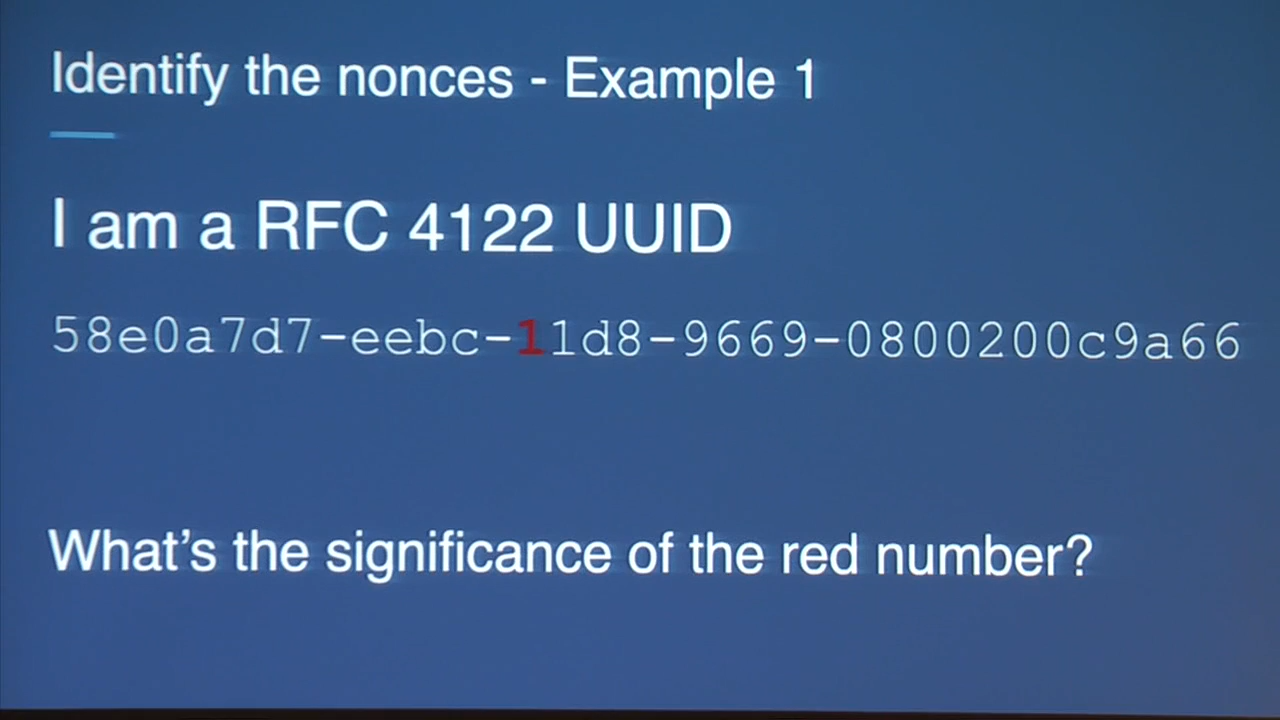 Identify the nonces - Example 1
I am a RFC 4122 UUID
58e0a7d7-eebc-11d8-9669-0800200c9a66
What's the significance of the red number?